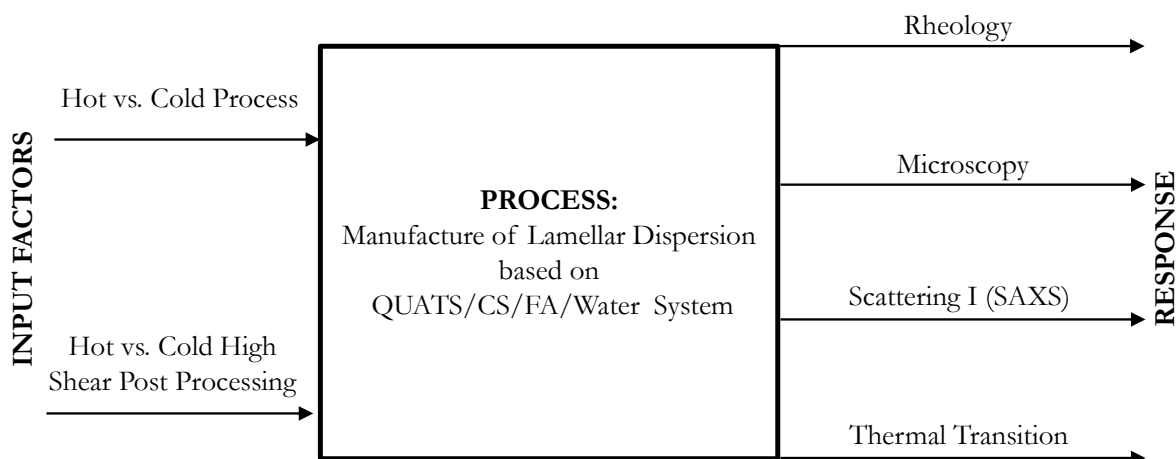 INPUT FACTORS
Hot vs. Cold Process
Hot vs. Cold High
Shear Post Processing
PROCESS:
Manufacture of Lamellar Dispersion
based on
QUATS/CS/FA/Water System
Rheology
Microscopy
Scattering I (SAXS)
Thermal Transition
RESPONSE